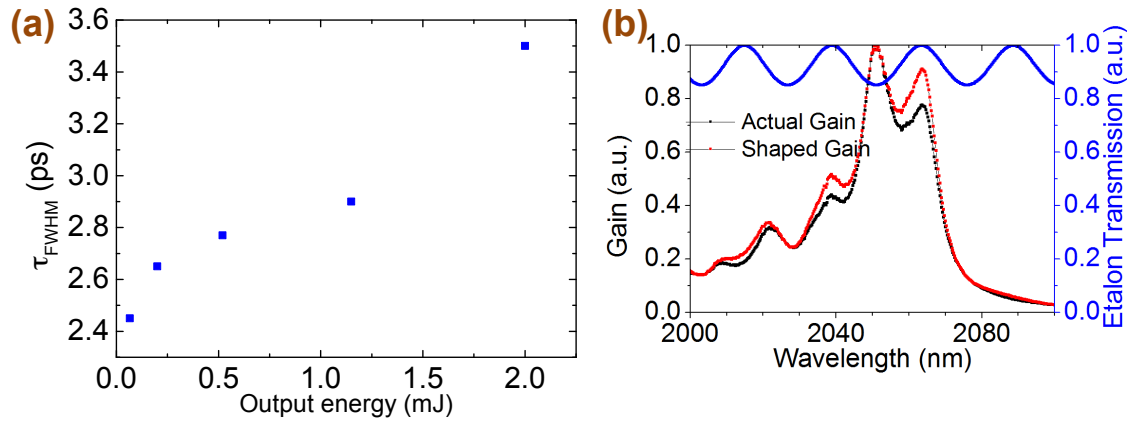 (a)
3.6
3.4
3.2
3.0
2.8
2.6
2.4
τFWHM (ps)
0.0 0.5 1.0 1.5 2.0
Output energy (mJ)
(b)
1.0
0.8
0.6
0.4
0.2
0.0
Gain (a.u.)
Actual Gain
Shaped Gain
1.0
0.8
0.6
0.4
0.2
0.0
Etalon Transmission (a.u.)
2000 2040 2080
Wavelength (nm)